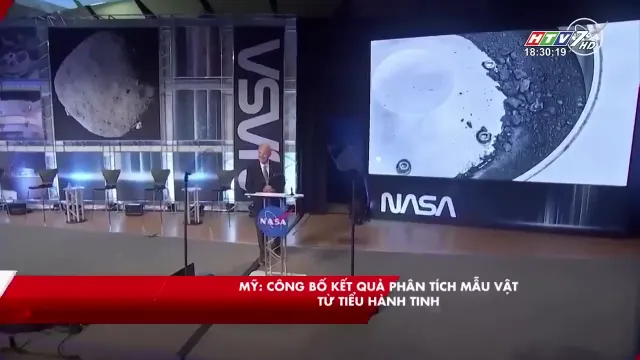 HTV7 HD
18:30:19
NASA
NASA
NASA
MỸ: CÔNG BỐ KẾT QUẢ PHÂN TÍCH MẪU VẬT
TỪ TIỂU HÀNH TINH